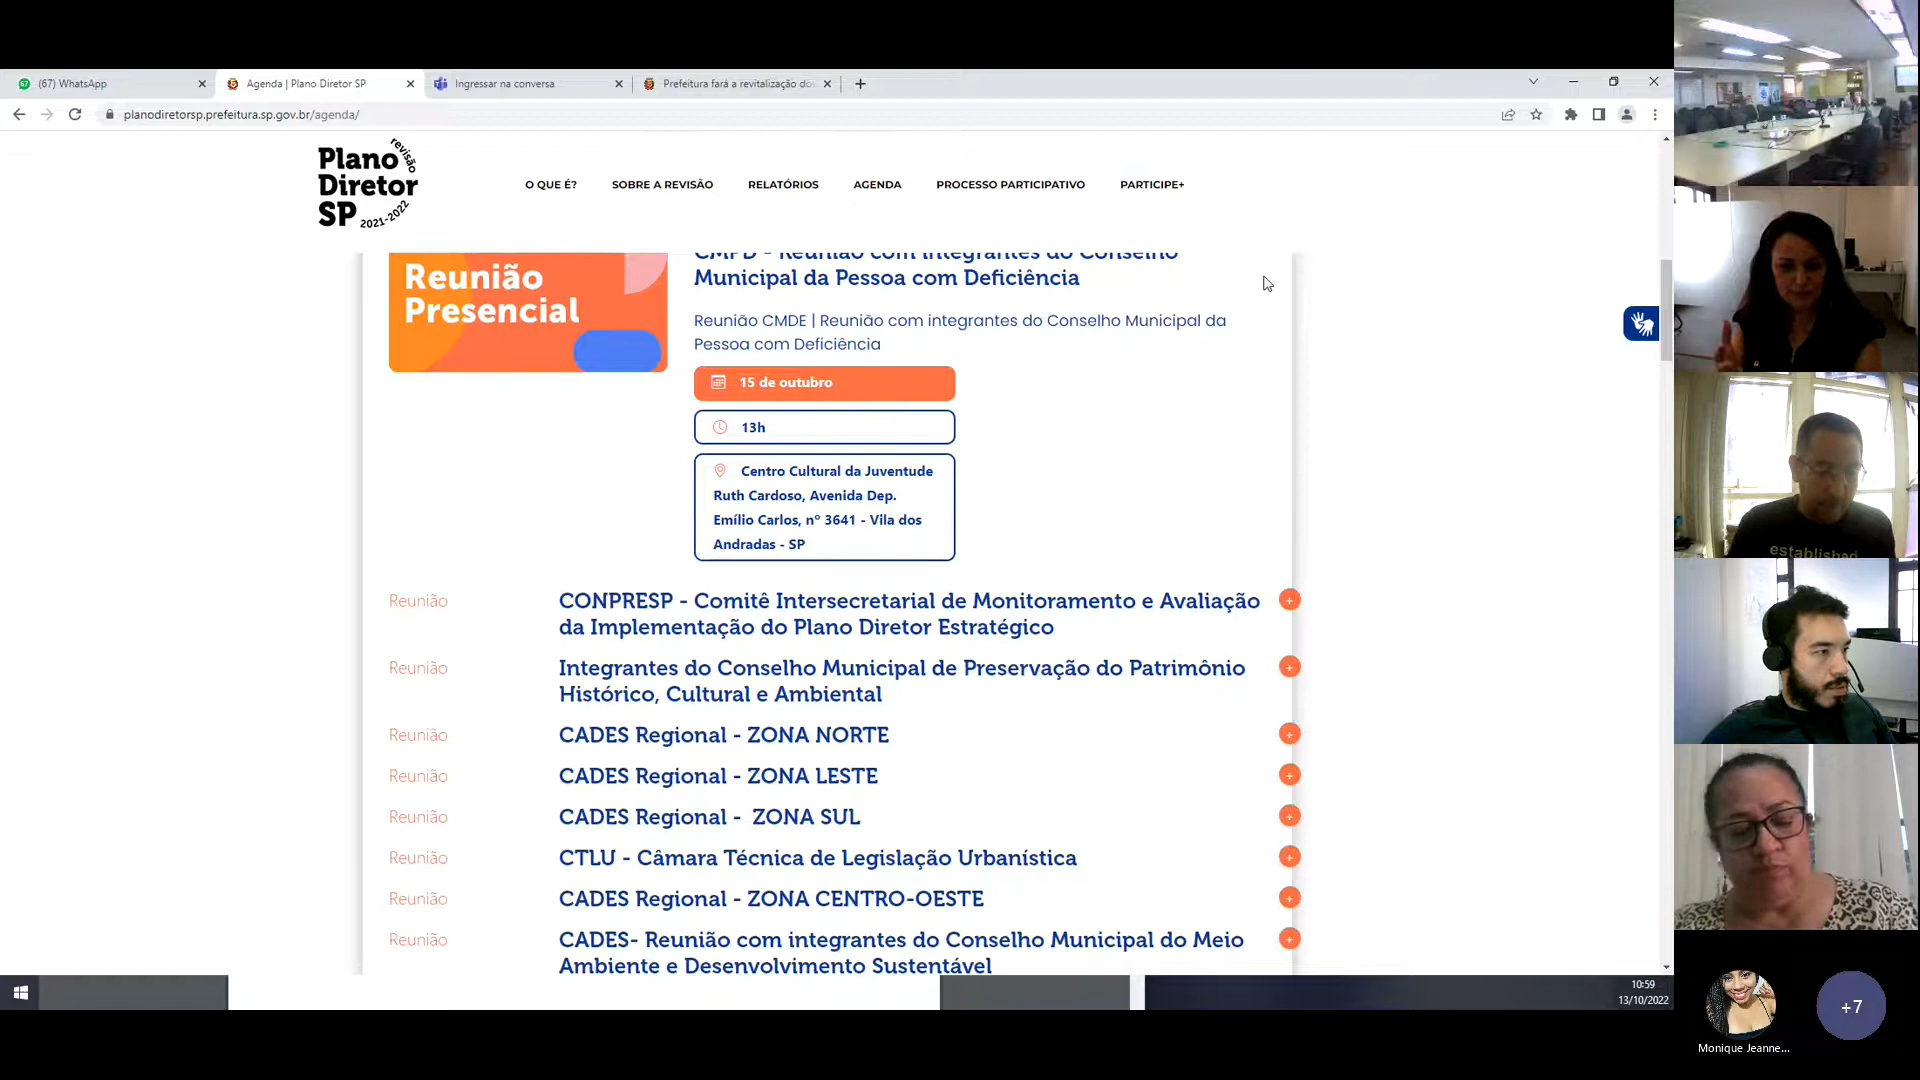 (67) WhatsApp
Agenda | Plano Diretor SP
Ingressar na conversa
Prefeitura fará a revitalização do
planodiretorsp.prefeitura.sp.gov.br/agenda/
Plano
Diretor
SP
revisão
2021-2022
O QUE É?
SOBRE A REVISÃO
RELATÓRIOS
AGENDA
PROCESSO PARTICIPATIVO
PARTICIPE+
Reunião
Presencial
CMPD - Reunião com integrantes do Conselho
Municipal da Pessoa com Deficiência
Reunião CMDE | Reunião com integrantes do Conselho Municipal da
Pessoa com Deficiência
15 de outubro
13h
Centro Cultural da Juventude
Ruth Cardoso, Avenida Dep.
Emílio Carlos, nº 3641 - Vila dos
Andradas - SP
Reunião
CONPRESP - Comitê Intersecretarial de Monitoramento e Avaliação
da Implementação do Plano Diretor Estratégico
+
Reunião
Integrantes do Conselho Municipal de Preservação do Patrimônio
Histórico, Cultural e Ambiental
+
Reunião
CADES Regional - ZONA NORTE
+
Reunião
CADES Regional - ZONA LESTE
+
Reunião
CADES Regional - ZONA SUL
+
Reunião
CTLU - Câmara Técnica de Legislação Urbanística
+
Reunião
CADES Regional - ZONA CENTRO-OESTE
+
Reunião
CADES- Reunião com integrantes do Conselho Municipal do Meio
Ambiente e Desenvolvimento Sustentável
+
10:59
13/10/2022
established
Monique Jeanne...
+7